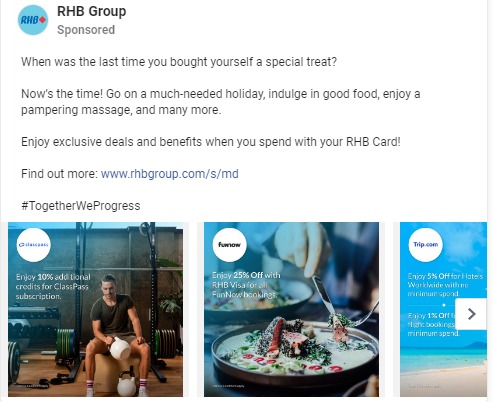 RHB
RHB Group
Sponsored
When was the last time you bought yourself a special treat?
Now's the time! Go on a much-needed holiday, indulge in good food, enjoy a
pampering massage, and many more.
Enjoy exclusive deals and benefits when you spend with your RHB Card!
Find out more: www.rhbgroup.com/s/md
#TogetherWeProgress
classpass
Enjoy 10% additional
credits for ClassPass
subscription.
funnow
Enjoy 25% Off with
RHB Visa for all
FunNow bookings.
Trip.com
Enjoy 5% Off for Hotels
Worldwide with no
minimum spend.
Enjoy 1% Off
flight bookings
minimum spend.